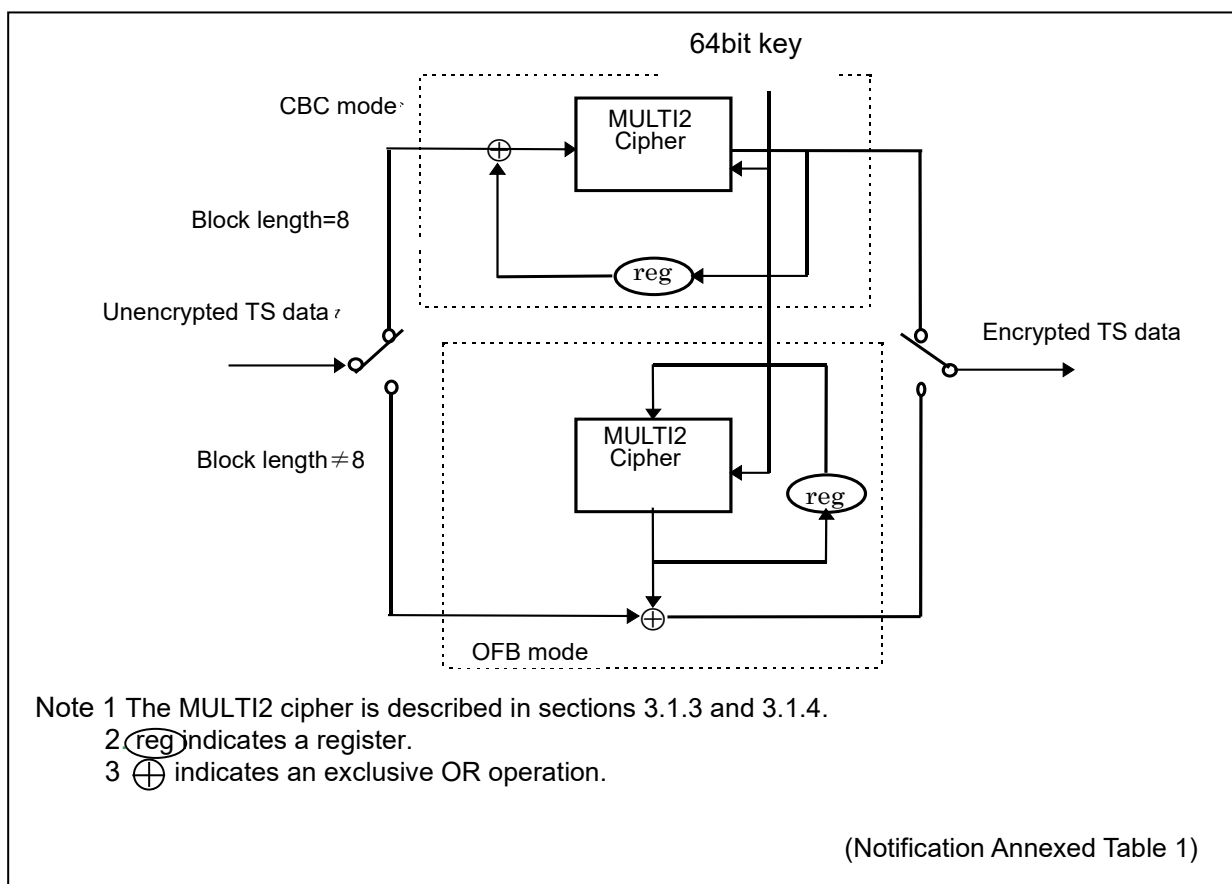 64bit key
CBC mode
MULTI2
Cipher
Block length=8
reg
Unencrypted TS data
Encrypted TS data
MULTI2
Cipher
Block length≠8
reg
OFB mode
Note 1 The MULTI2 cipher is described in sections 3.1.3 and 3.1.4.
2 reg indicates a register.
3 ⊕ indicates an exclusive OR operation.
(Notification Annexed Table 1)